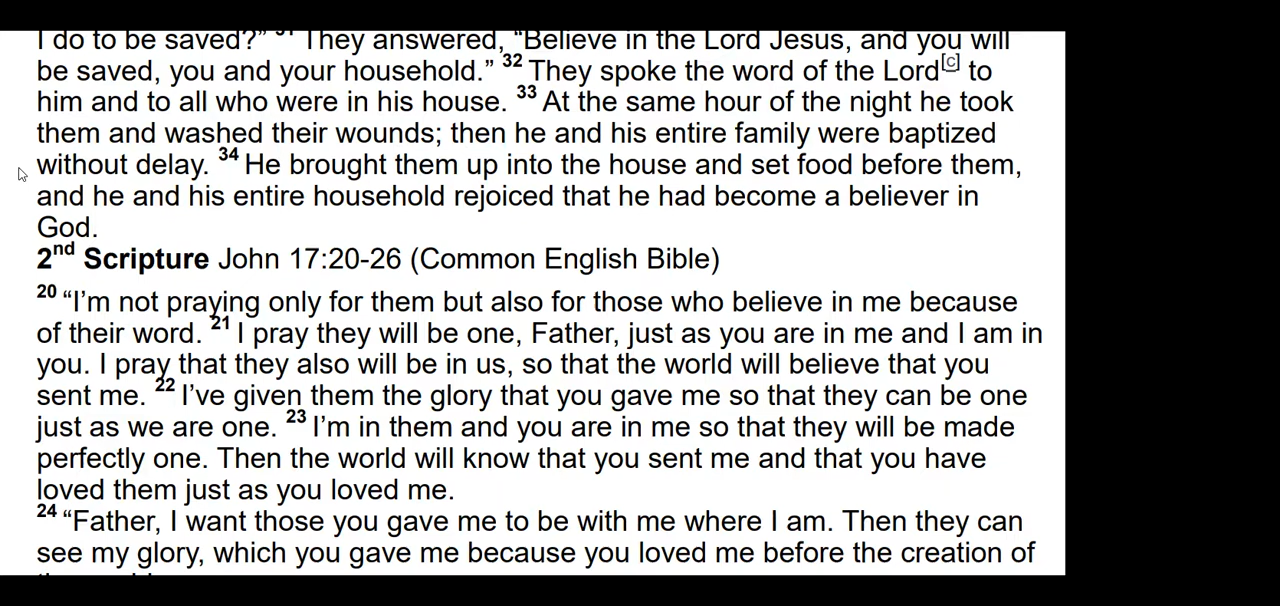 I do to be saved?” 31 They answered, “Believe in the Lord Jesus, and you will
be saved, you and your household.” 32 They spoke the word of the Lord[c] to
him and to all who were in his house. 33 At the same hour of the night he took
them and washed their wounds; then he and his entire family were baptized
without delay. 34 He brought them up into the house and set food before them,
and he and his entire household rejoiced that he had become a believer in
God.
2nd Scripture John 17:20-26 (Common English Bible)
20 “I’m not praying only for them but also for those who believe in me because
of their word. 21 I pray they will be one, Father, just as you are in me and I am in
you. I pray that they also will be in us, so that the world will believe that you
sent me. 22 I’ve given them the glory that you gave me so that they can be one
just as we are one. 23 I’m in them and you are in me so that they will be made
perfectly one. Then the world will know that you sent me and that you have
loved them just as you loved me.
24 “Father, I want those you gave me to be with me where I am. Then they can
see my glory, which you gave me because you loved me before the creation of